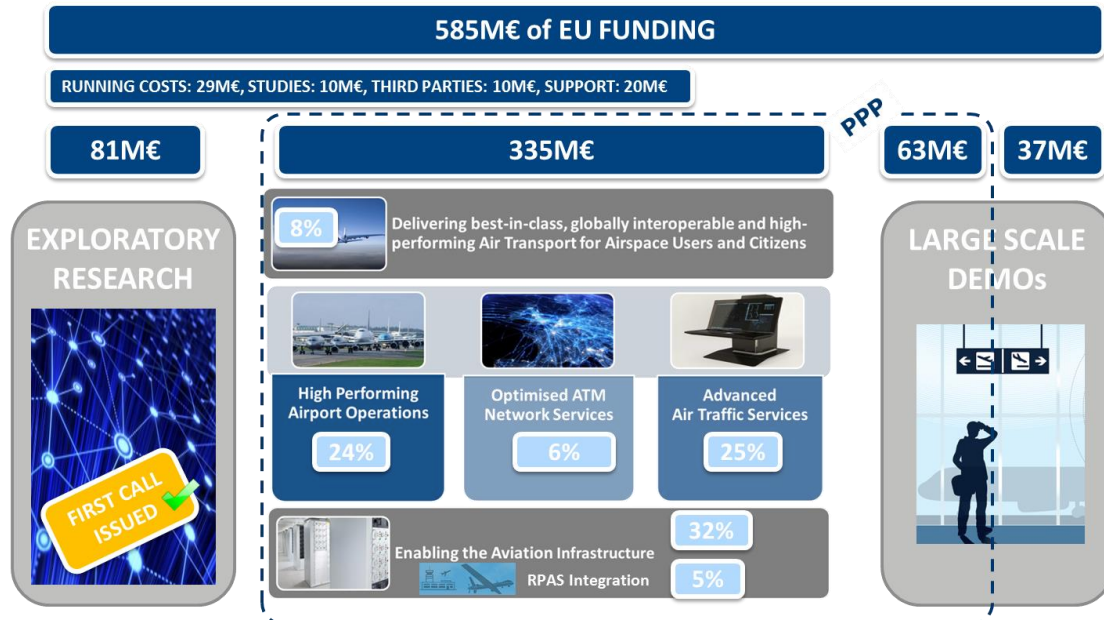 585M€ of EU FUNDING
RUNNING COSTS: 29M€, STUDIES: 10M€, THIRD PARTIES: 10M€, SUPPORT: 20M€
PPP
81M€
335M€
63M€
37M€
EXPLORATORY
RESEARCH
FIRST CALL
ISSUED
8%
Delivering best-in-class, globally interoperable and high-
performing Air Transport for Airspace Users and Citizens
High Performing
Airport Operations
24%
Optimised ATM
Network Services
6%
Advanced
Air Traffic Services
25%
Enabling the Aviation Infrastructure
32%
RPAS Integration
5%
LARGE SCALE
DEMOs